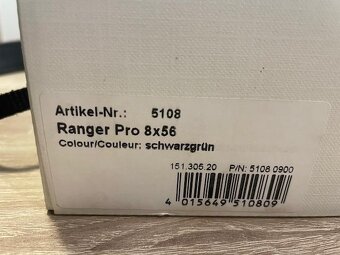 Artikel-Nr.: 5108
Ranger Pro 8x56
Colour/Couleur: schwarzgrün
151.305.20 P/N: 5108 0900
4 015649 510809